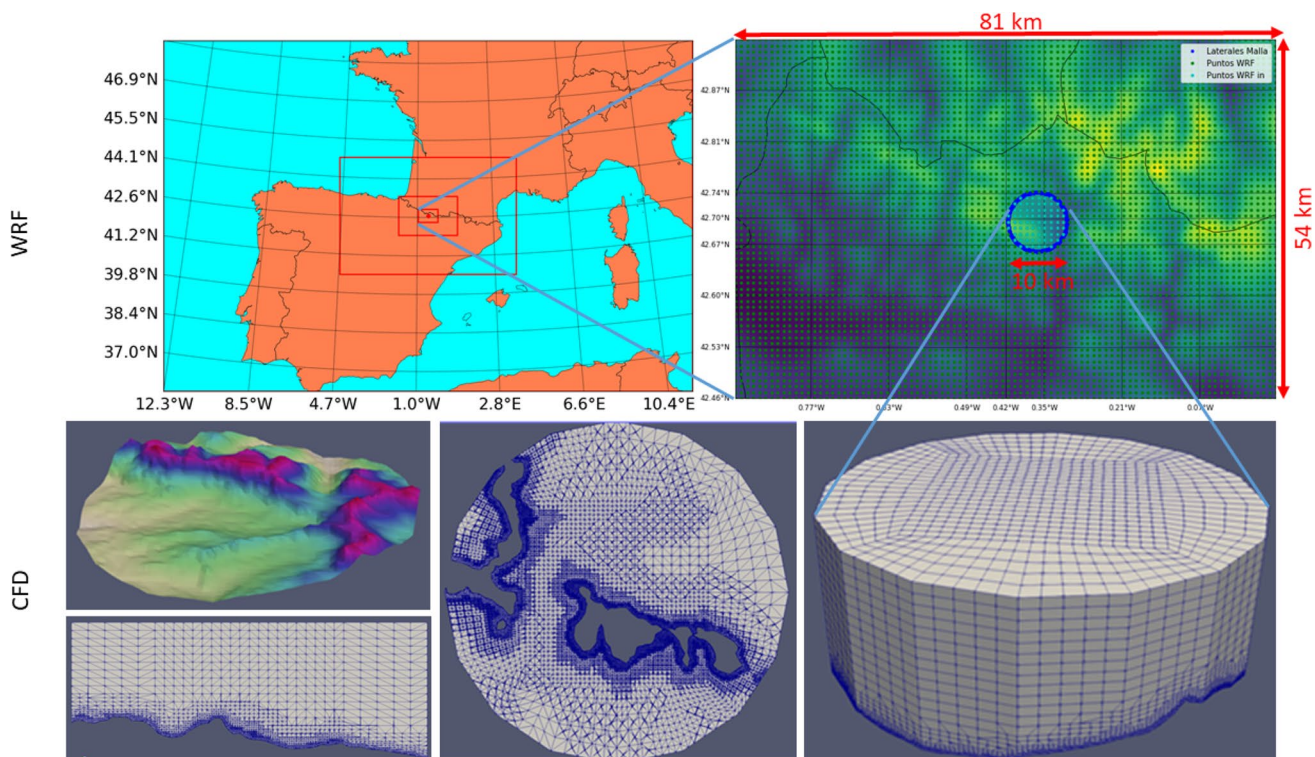 81 km
Laterales Malla
Puntos WRF
Puntos WRF in
46.9°N
45.5°N
44.1°N
42.6°N
41.2°N
39.8°N
38.4°N
37.0°N
12.3°W 8.5°W 4.7°W 1.0°W 2.8°E 6.6°E 10.4°E
WRF
42.87°N
42.81°N
42.74°N
42.70°N
42.67°N
42.60°N
42.53°N
42.46°N
10 km
54 km
0.77°W 0.49°W 0.42°W 0.35°W 0.21°W
CFD